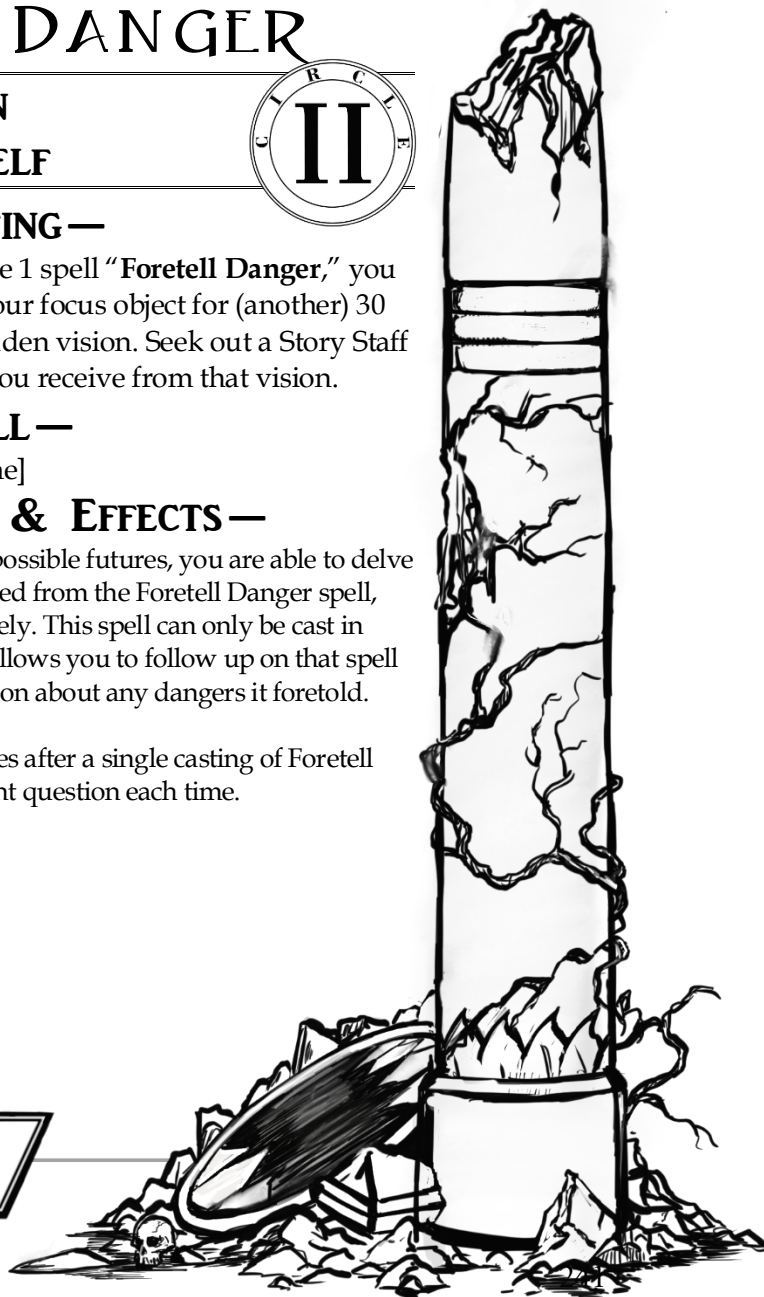 DANGER
CIRCLE
II
ELF
ING —
e 1 spell “Foretell Danger,” you
our focus object for (another) 30
dden vision. Seek out a Story Staff
ou receive from that vision.
LL —
ne]
& EFFECTS —
possible futures, you are able to delve
ed from the Foretell Danger spell,
ely. This spell can only be cast in
llows you to follow up on that spell
on about any dangers it foretold.
es after a single casting of Foretell
nt question each time.